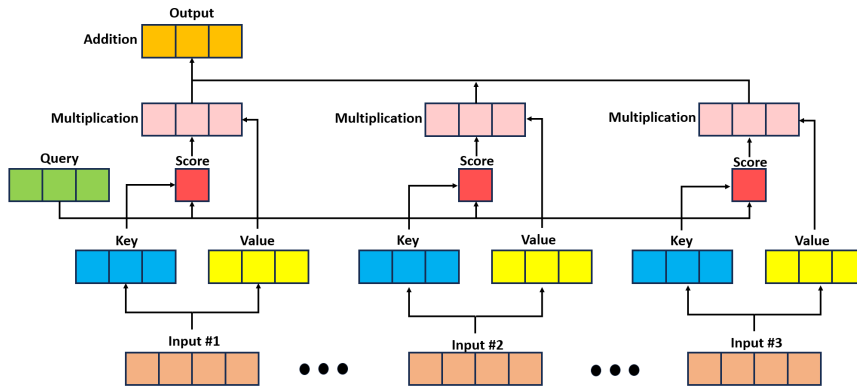 Output
Addition
Multiplication
Multiplication
Multiplication
Query
Score
Score
Score
Key
Value
Key
Value
Key
Value
Input #1
Input #2
Input #3